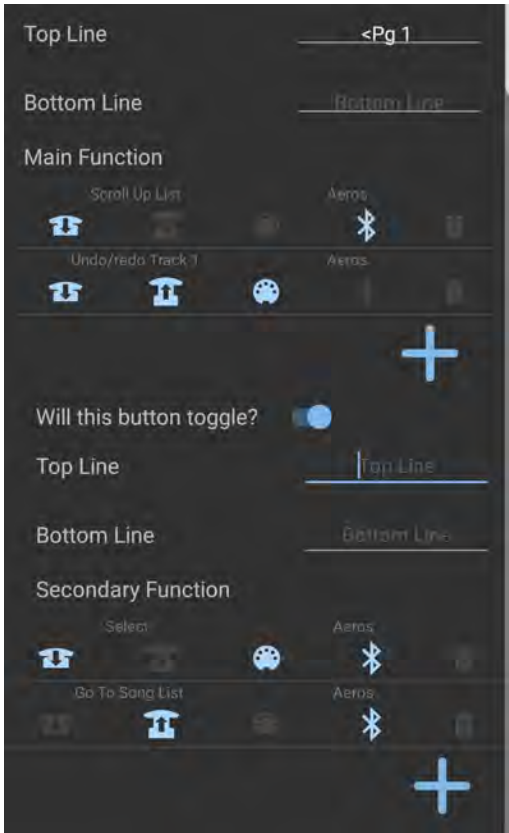 Top Line <Pg 1
Bottom Line Bottom Line
Main Function
Scroll Up List Aeros
Undo/redo Track 1 Aeros
Will this button toggle?
Top Line Top Line
Bottom Line Bottom Line
Secondary Function
Select Aeros
Go To Song List Aeros